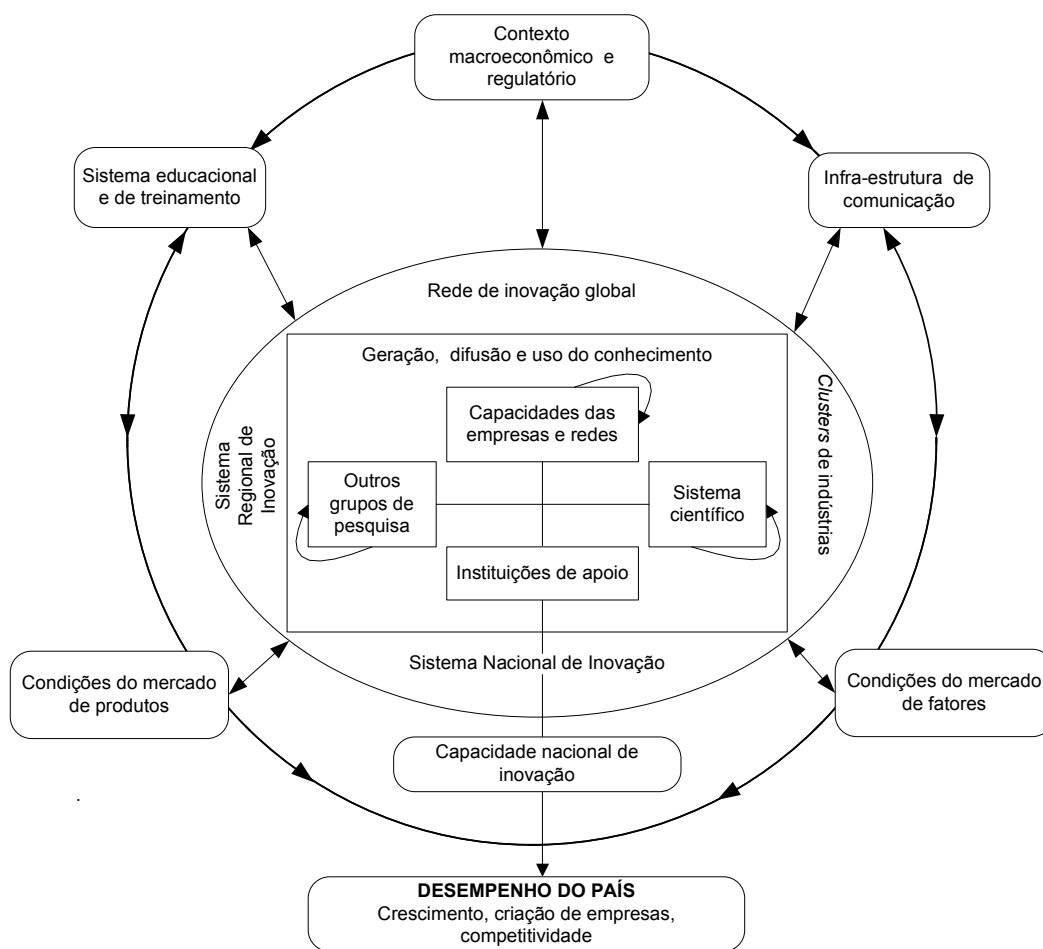 Contexto
macroeconômico e
regulatório
Sistema educacional
e de treinamento
Infra-estrutura de
comunicação
Rede de inovação global
Geração, difusão e uso do conhecimento
Capacidades das
empresas e redes
Sistema
Regional de
Inovação
Outros
grupos de
pesquisa
Sistema
científico
Clusters de indústrias
Instituições de apoio
Sistema Nacional de Inovação
Condições do mercado
de produtos
Condições do mercado
de fatores
Capacidade nacional de
inovação
DESEMPENHO DO PAÍS
Crescimento, criação de empresas,
competitividade